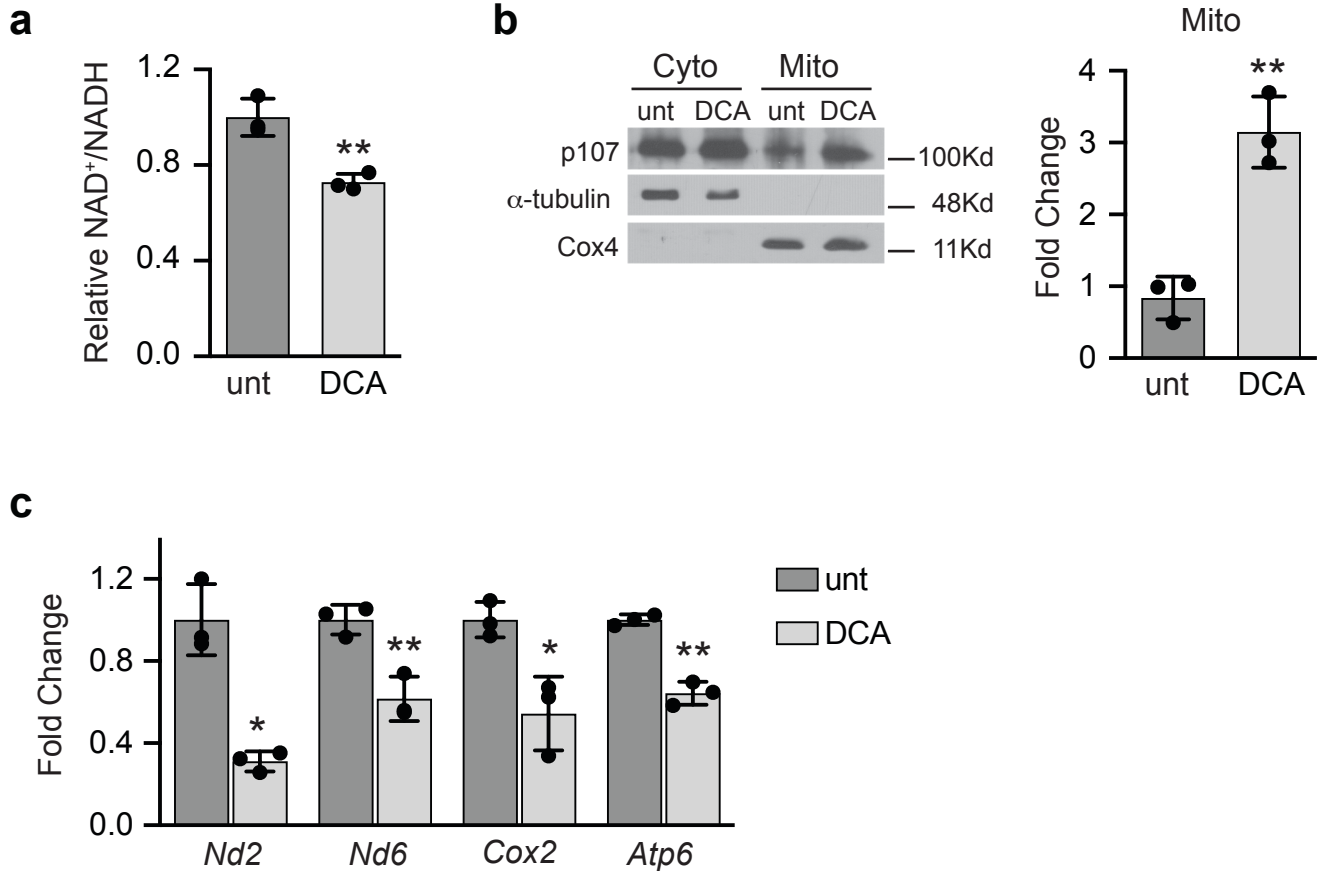 a
Relative NAD⁺/NADH
1.2
0.8
0.4
0.0
**
unt DCA
b
Cyto Mito
unt DCA unt DCA
p107
100Kd
α-tubulin
48Kd
Cox4
11Kd
Mito
Fold Change
4
3
2
1
0
**
unt DCA
c
Fold Change
1.2
0.8
0.4
0.0
* ** * **
Nd2 Nd6 Cox2 Atp6
unt
DCA